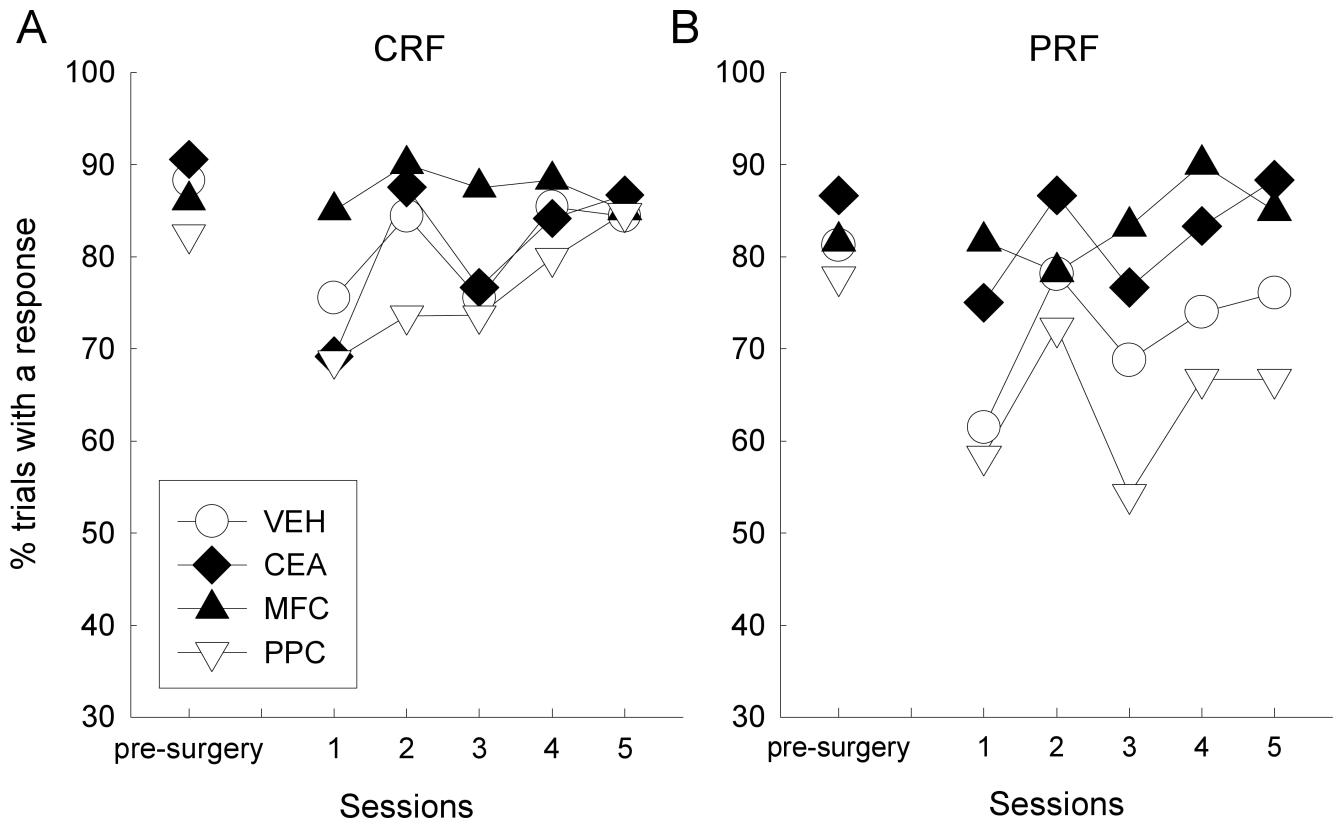 A
CRF
% trials with a response
100
90
80
70
60
50
40
30
VEH
CEA
MFC
PPC
pre-surgery 1 2 3 4 5
Sessions
B
PRF
100
90
80
70
60
50
40
30
pre-surgery 1 2 3 4 5
Sessions